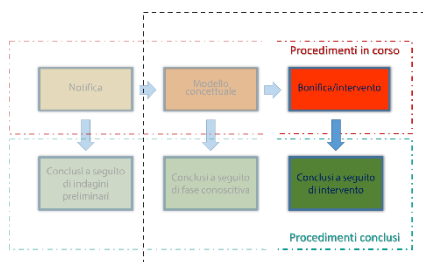 Procedimenti in corso
Notifica
Modello
concettuale
Bonifica/intervento
Conclusi a seguito
di indagini
preliminari
Conclusi a seguito
di fase conoscitiva
Conclusi a seguito
di intervento
Procedimenti conclusi